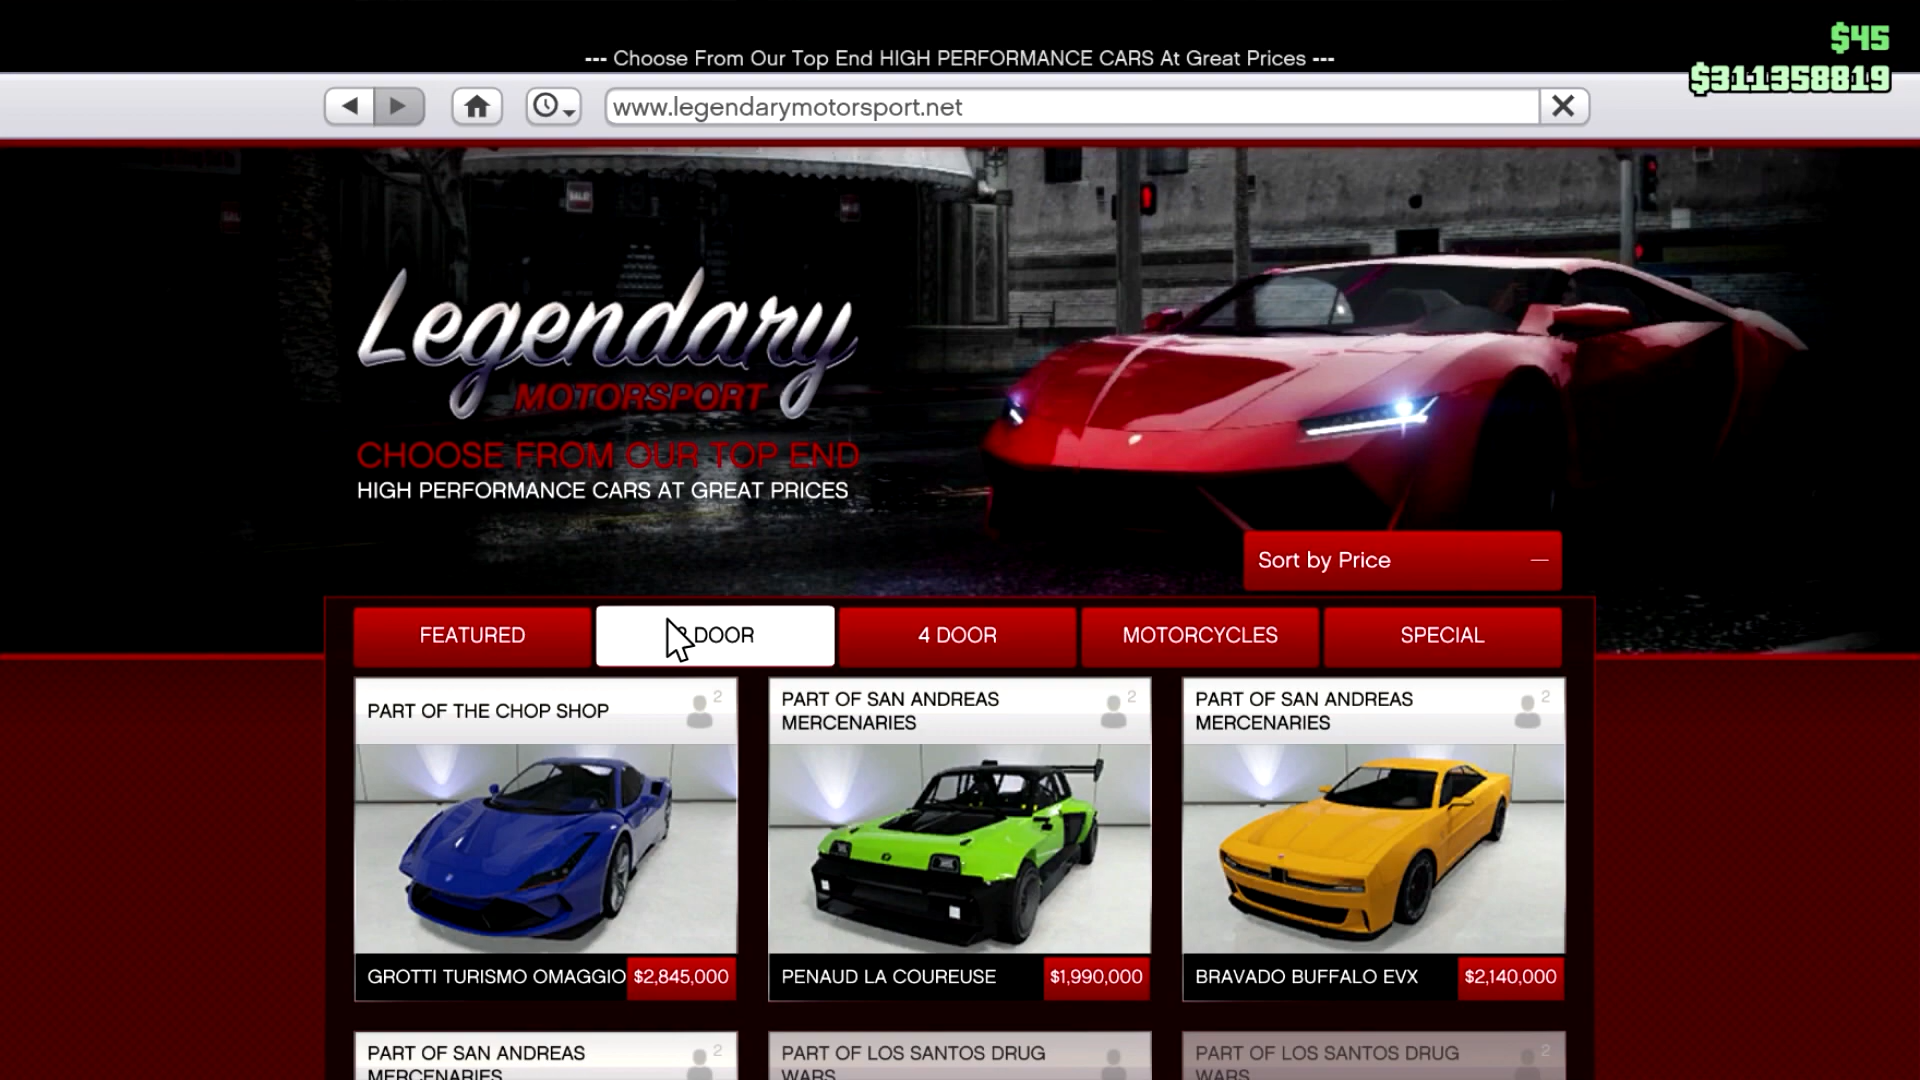 --- Choose From Our Top End HIGH PERFORMANCE CARS At Great Prices ---
$45
$311358819
www.legendarymotorsport.net
Legendary
MOTORSPORT
CHOOSE FROM OUR TOP END
HIGH PERFORMANCE CARS AT GREAT PRICES
Sort by Price
FEATURED
DOOR
4 DOOR
MOTORCYCLES
SPECIAL
PART OF THE CHOP SHOP
2
PART OF SAN ANDREAS
MERCENARIES
2
PART OF SAN ANDREAS
MERCENARIES
2
GROTTI TURISMO OMAGGIO
$2,845,000
PENAUD LA COUREUSE
$1,990,000
BRAVADO BUFFALO EVX
$2,140,000
PART OF SAN ANDREAS
MERCENARIES
2
PART OF LOS SANTOS DRUG
WARS
PART OF LOS SANTOS DRUG
WARS
2